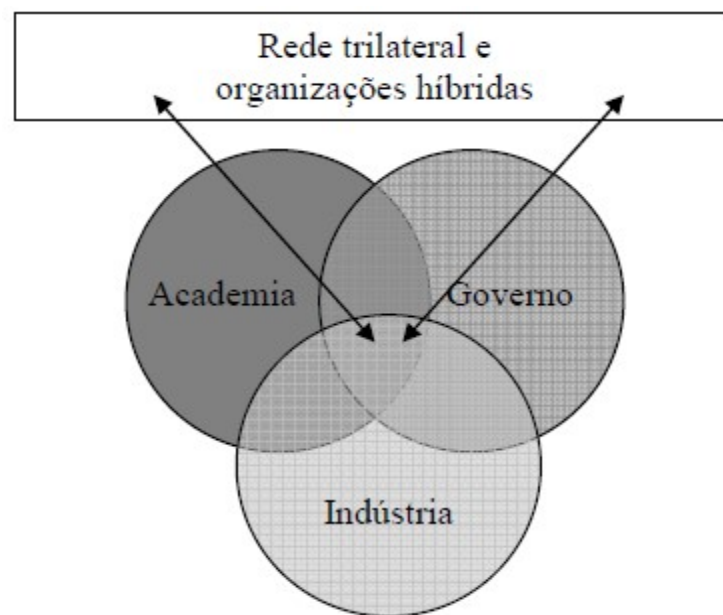 Rede trilateral e
organizações híbridas
Academia
Governo
Indústria